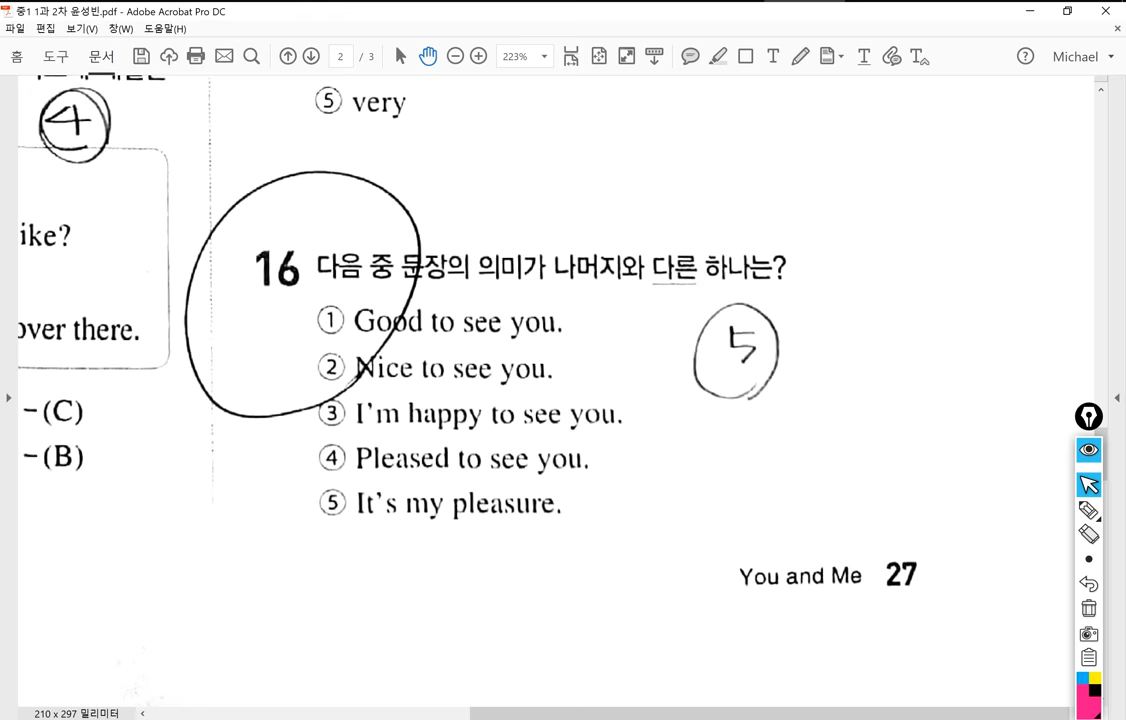 중1 1과 2차 윤성빈.pdf - Adobe Acrobat Pro DC
파일 편집 보기(V) 창(W) 도움말(H)
홈 도구 문서 2 / 3 223% Michael
⑤ very
4
ike?
over there.
-(C)
-(B)
16 다음 중 문장의 의미가 나머지와 다른 하나는?
① Good to see you.
② Nice to see you.
③ I'm happy to see you.
④ Pleased to see you.
⑤ It's my pleasure.
5
You and Me 27
210 x 297 밀리미터